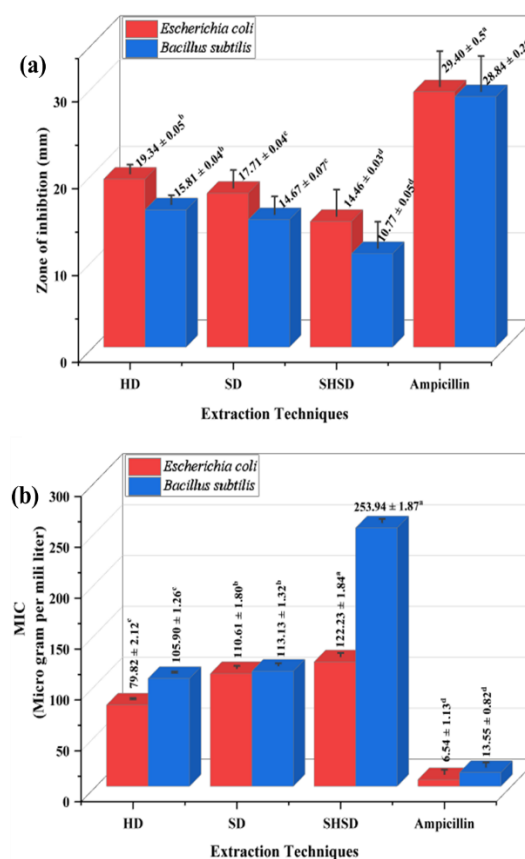 (a)
Escherichia coli
Bacillus subtilis
Zone of inhibtion (mm)
30
20
10
0
19.34 ± 0.05ᵇ
15.81 ± 0.04ᵇ
17.71 ± 0.04ᶜ
14.67 ± 0.07ᶜ
14.46 ± 0.03ᵈ
10.77 ± 0.05ᵈ
29.40 ± 0.5ᵃ
28.84 ± 0.2
HD SD SHSD Ampicillin
Extraction Techniques
(b)
Escherichia coli
Bacillus subtilis
MIC
(Micro gram per mili liter)
300
250
200
150
100
50
0
79.82 ± 2.12ᶜ
105.90 ± 1.26ᶜ
110.61 ± 1.80ᵇ
113.13 ± 1.32ᵇ
122.23 ± 1.84ᵃ
253.94 ± 1.87ᵃ
6.54 ± 1.13ᵈ
13.55 ± 0.82ᵈ
HD SD SHSD Ampicillin
Extraction Techniques